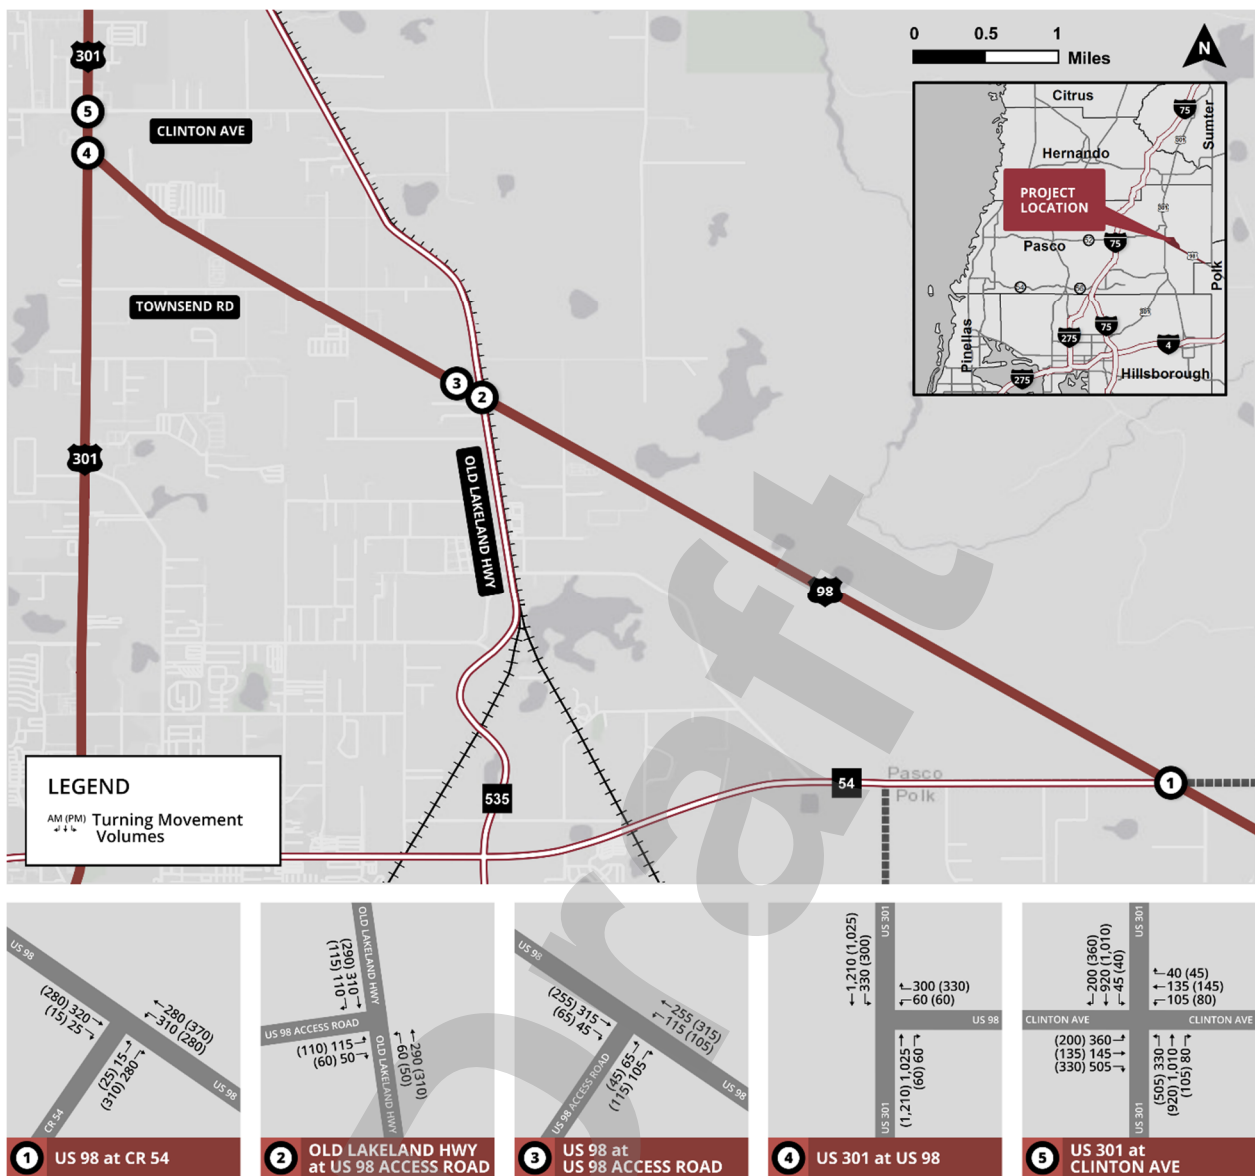 301
5
4
CLINTON AVE
TOWNSEND RD
3
2
301
OLD LAKELAND HWY
98
535
54
Pasco
Polk
1
0 0.5 1
Miles
N
Citrus
75
Sumter
301
Hernando
PROJECT
LOCATION
301
Pasco
52
75
98
Polk
54
50
301
Pinellas
275
75
4
275
Hillsborough
LEGEND
AM (PM)
Turning Movement
Volumes
Draft
US 98
(280) 320
(15) 25
280 (370)
310 (280)
(25) 15
(310) 280
CR 54
US 98
1 US 98 at CR 54
OLD LAKELAND HWY
(290) 310
(115) 110
US 98 ACCESS ROAD
(110) 115
(60) 50
290 (310)
60 (50)
OLD LAKELAND HWY
2 OLD LAKELAND HWY
at US 98 ACCESS ROAD
US 98
(255) 315
(65) 45
255 (315)
115 (105)
(45) 65
(115) 105
US 98 ACCESS ROAD
US 98
3 US 98 at
US 98 ACCESS ROAD
US 301
1,210 (1,025)
330 (300)
300 (330)
60 (60)
US 98
(1,210) 1,025
(60) 60
US 301
4 US 301 at US 98
US 301
200 (360)
920 (1,010)
45 (40)
40 (45)
135 (145)
105 (80)
CLINTON AVE
CLINTON AVE
(200) 360
(135) 145
(330) 505
(505) 330
(920) 1,010
(105) 80
US 301
5 US 301 at
CLINTON AVE